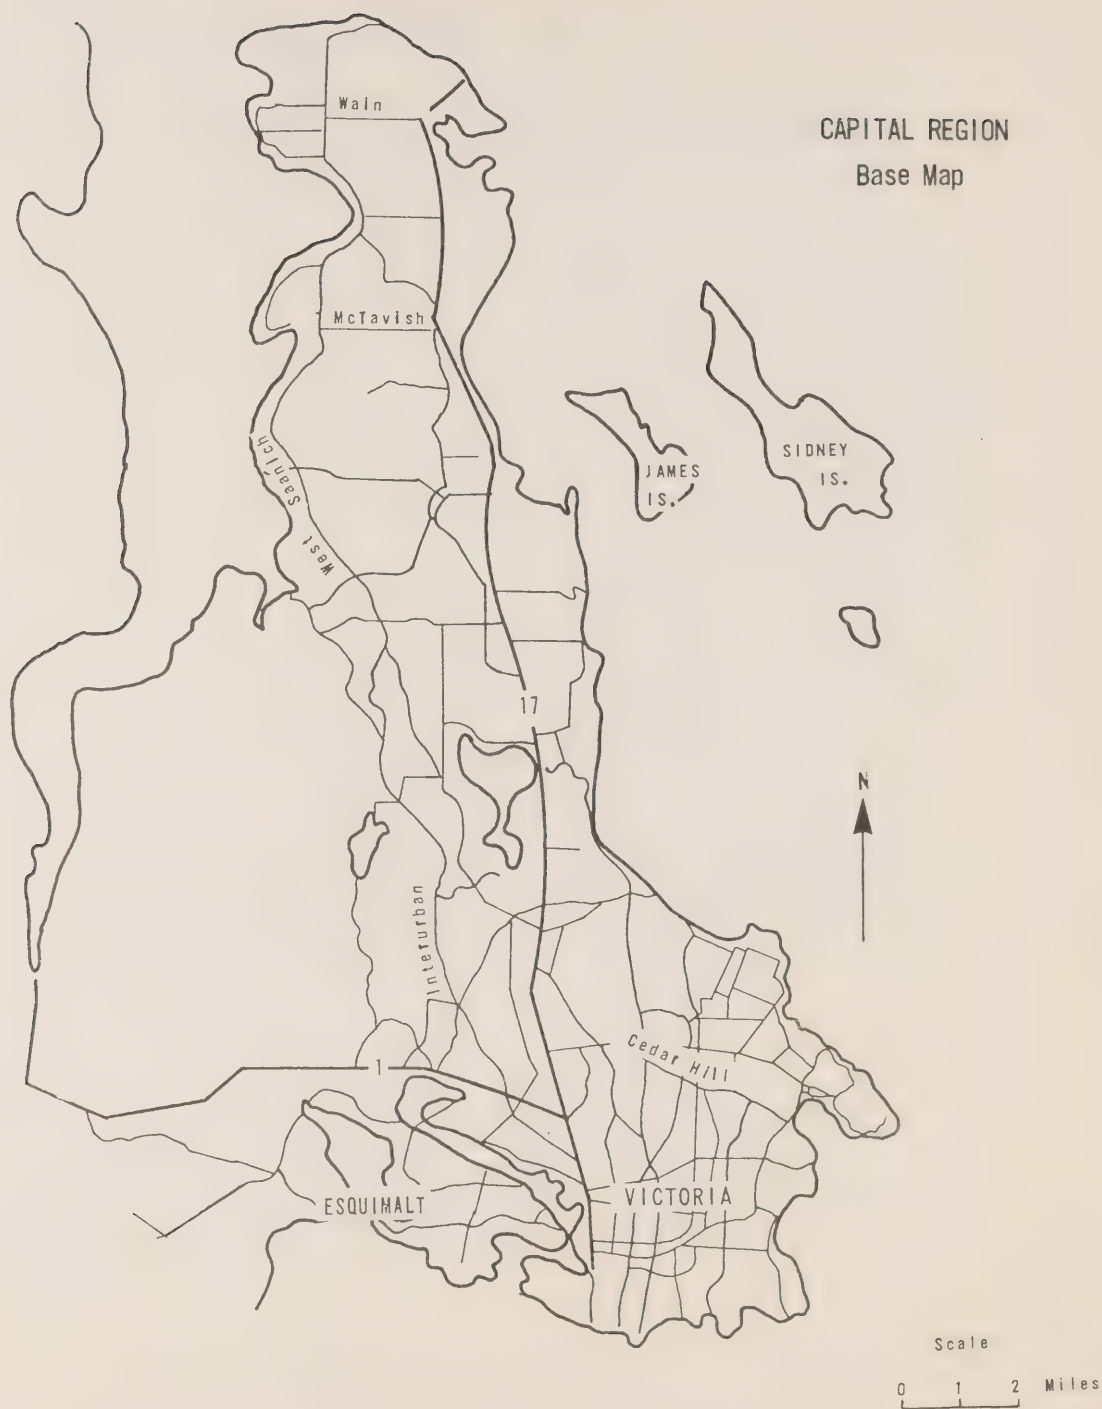 CAPITAL REGION
Base Map
Wain
McTavish
West Saanich
JAMES
IS.
SIDNEY
IS.
17
N
Interurban
Cedar Hill
1
ESQUIMALT
VICTORIA
Scale
0 1 2 Miles